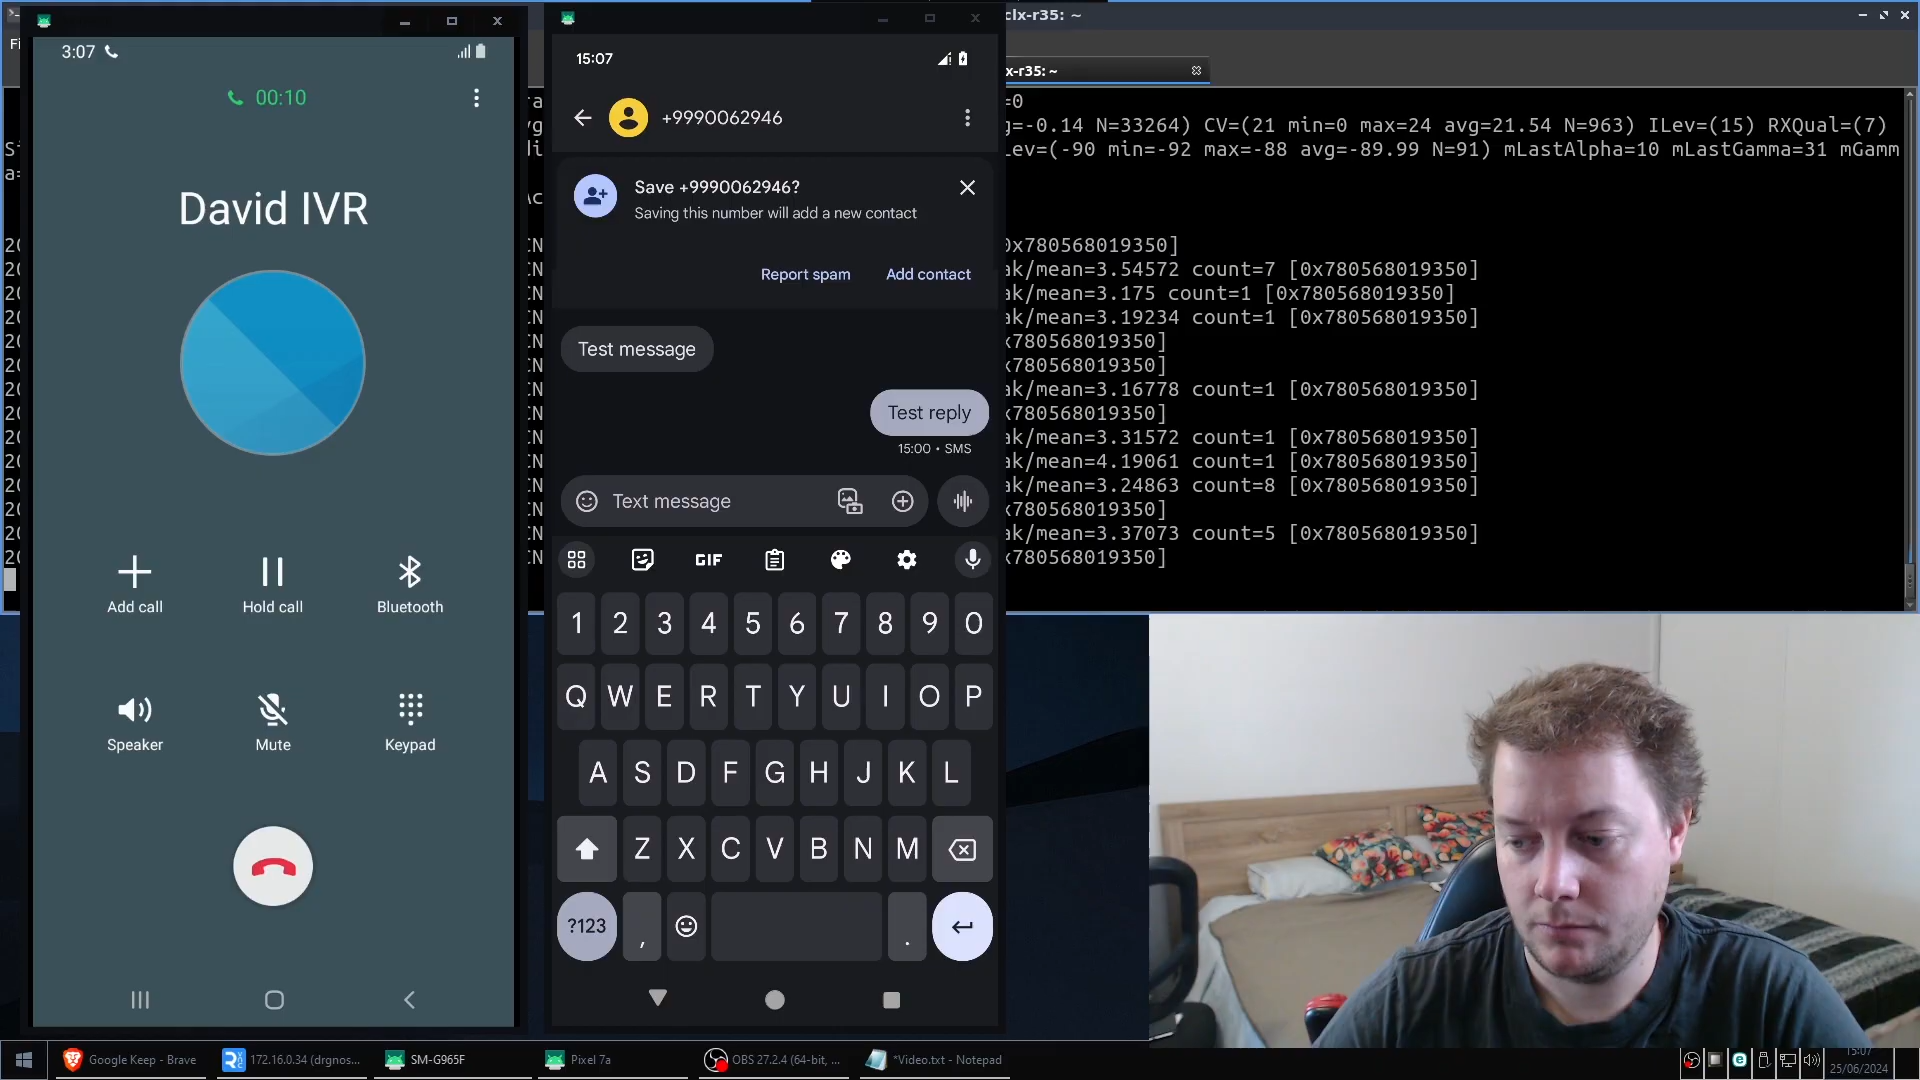 3:07
00:10
David IVR
Add call
Hold call
Bluetooth
Speaker
Mute
Keypad
15:07
+9990062946
Save +9990062946?
Saving this number will add a new contact
Report spam
Add contact
Test message
Test reply
15:00 • SMS
Text message
GIF
1 2 3 4 5 6 7 8 9 0
Q W E R T Y U I O P
A S D F G H J K L
Z X C V B N M
?123 , .
clx-r35: ~
x-r35: ~
=0
=-0.14 N=33264) CV=(21 min=0 max=24 avg=21.54 N=963) ILev=(15) RXQual=(7)
Lev=(-90 min=-92 max=-88 avg=-89.99 N=91) mLastAlpha=10 mLastGamma=31 mGamm
a=
0x780568019350]
ak/mean=3.54572 count=7 [0x780568019350]
ak/mean=3.175 count=1 [0x780568019350]
ak/mean=3.19234 count=1 [0x780568019350]
x780568019350]
x780568019350]
ak/mean=3.16778 count=1 [0x780568019350]
x780568019350]
ak/mean=3.31572 count=1 [0x780568019350]
ak/mean=4.19061 count=1 [0x780568019350]
ak/mean=3.24863 count=8 [0x780568019350]
x780568019350]
ak/mean=3.37073 count=5 [0x780568019350]
x780568019350]
Google Keep - Brave
172.16.0.34 (drgnos...
SM-G965F
Pixel 7a
OBS 27.2.4 (64-bit, ...
*Video.txt - Notepad
15:07
25/06/2024